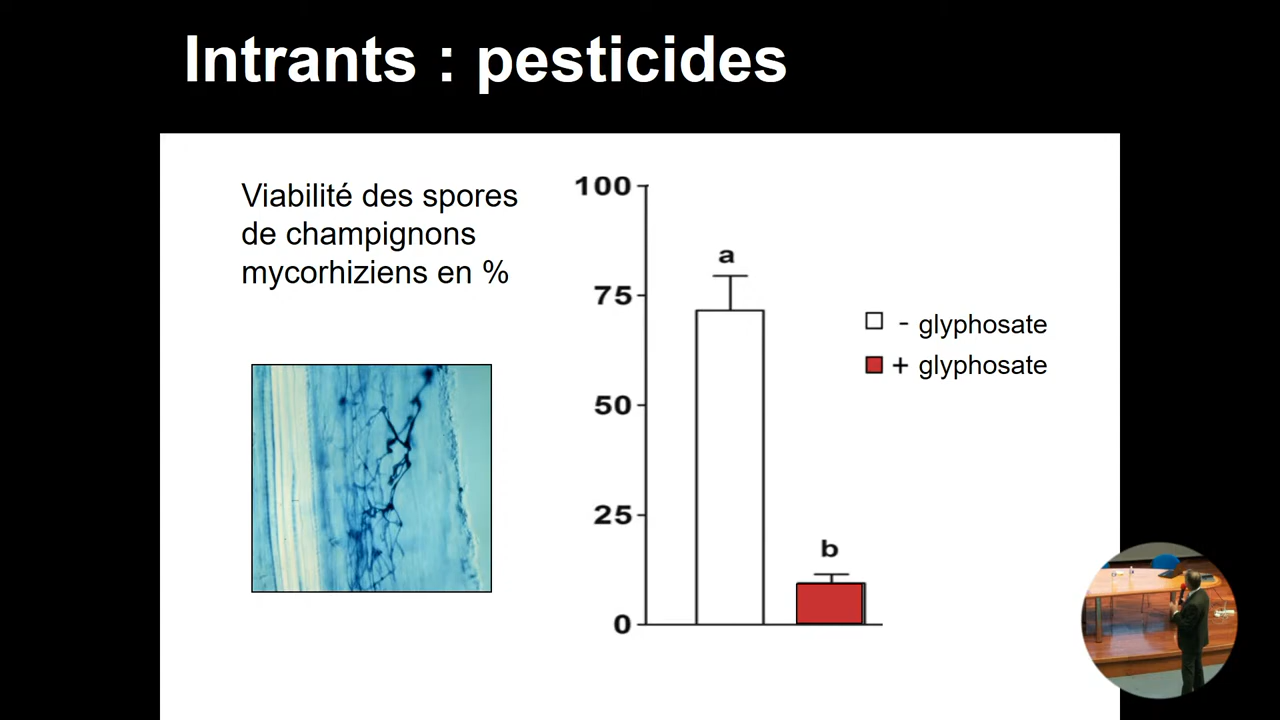 Intrants : pesticides
Viabilité des spores
de champignons
mycorhiziens en %
100
75
50
25
0
a
b
- glyphosate
+ glyphosate